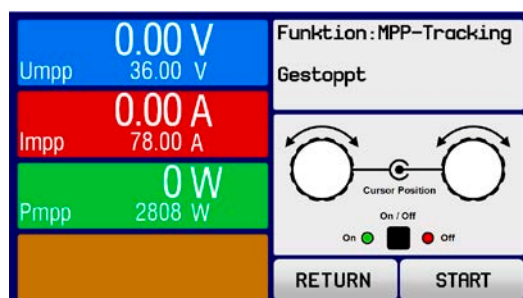 0.00 V
Umpp 36.00 V
0.00 A
Impp 78.00 A
0 W
Pmpp 2808 W
Funktion:MPP-Tracking
Gestoppt
Cursor Position
On / Off
On Off
RETURN START